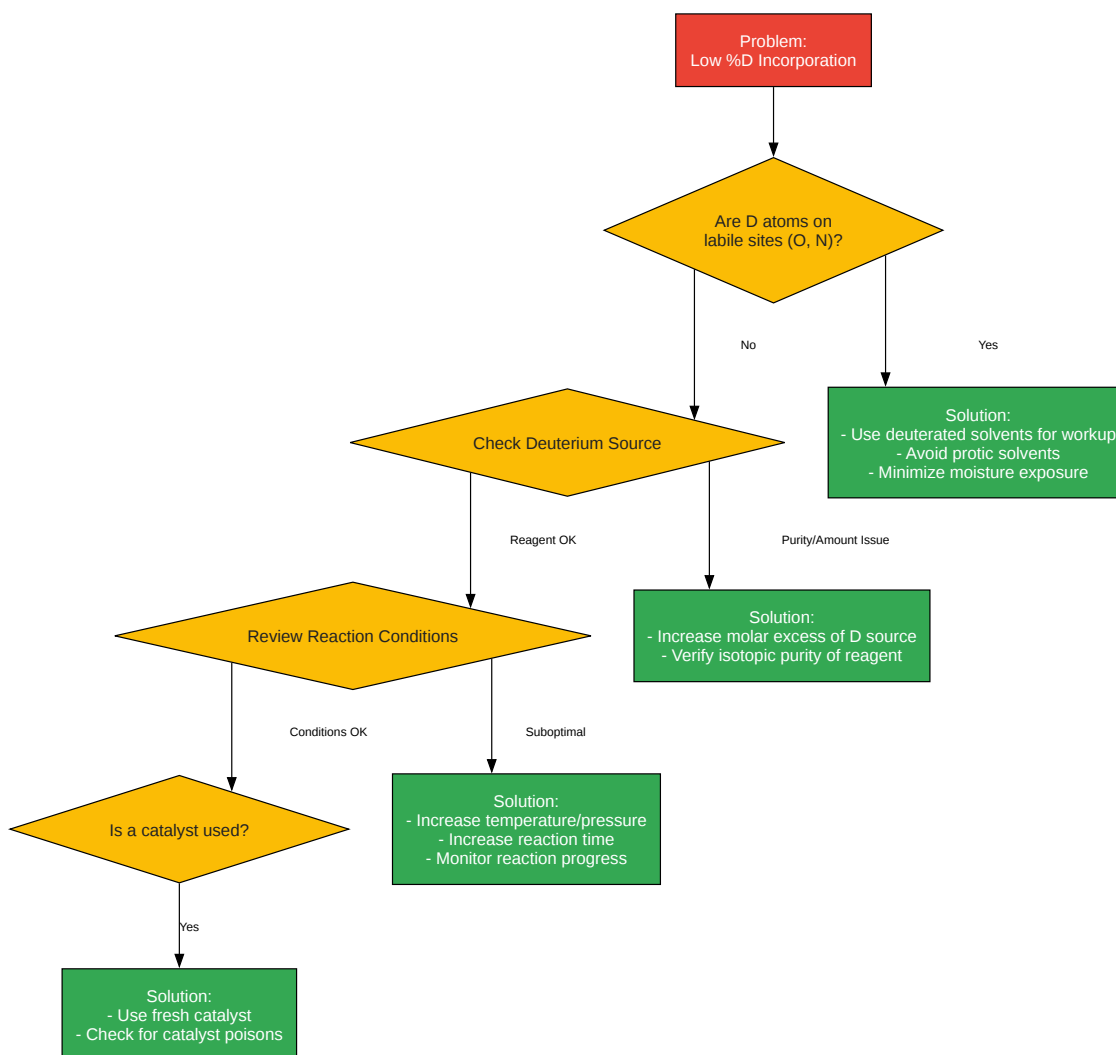 Problem:
Low %D Incorporation
Are D atoms on
labile sites (O, N)?
No
Yes
Solution:
- Use deuterated solvents for workup
- Avoid protic solvents
- Minimize moisture exposure
Check Deuterium Source
Reagent OK
Purity/Amount Issue
Solution:
- Increase molar excess of D source
- Verify isotopic purity of reagent
Review Reaction Conditions
Conditions OK
Suboptimal
Solution:
- Increase temperature/pressure
- Increase reaction time
- Monitor reaction progress
Is a catalyst used?
Yes
Solution:
- Use fresh catalyst
- Check for catalyst poisons